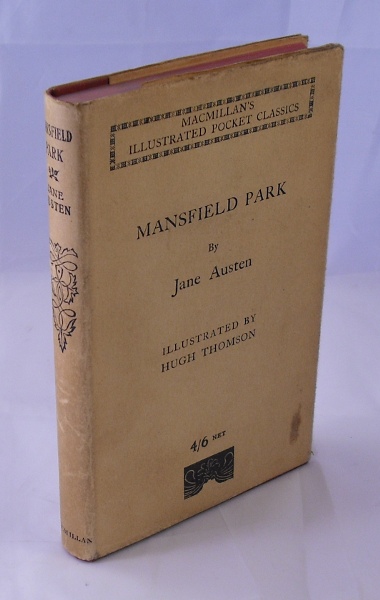 MACMILLAN'S
ILLUSTRATED POCKET CLASSICS
MANSFIELD PARK
By
Jane Austen
ILLUSTRATED BY
HUGH THOMSON
4/6 NET
MANSFIELD
PARK
JANE
AUSTEN
MACMILLAN